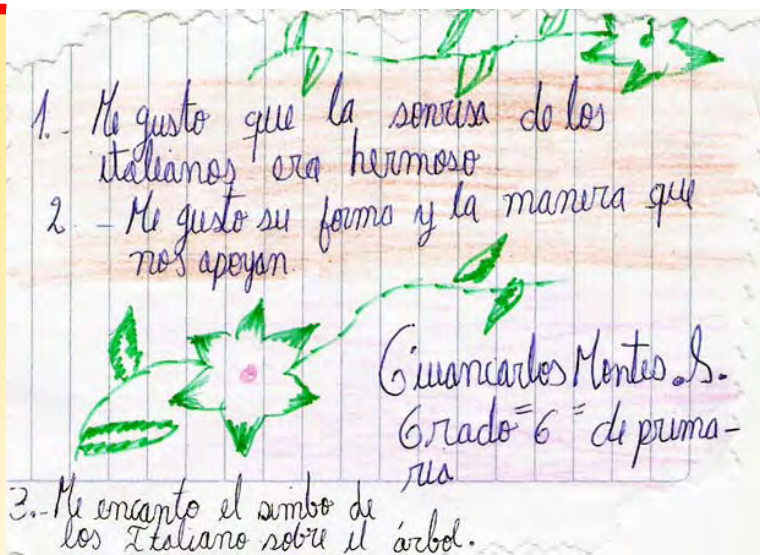 1.- Me gusto que la sonrisa de los
italianos era hermoso
2 - Me gusto su forma y la manera que
nos apoyan.
Giuancarlos Montes.S.
Grado "6" de prima-
ria
3.- Me encanto el simbo de
los Italiano sobre el árbol.